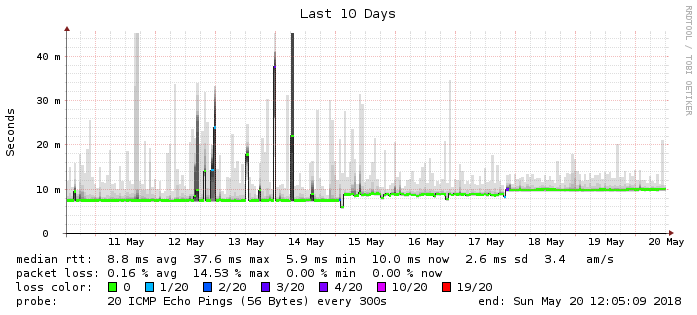 Last 10 Days
RRDTOOL / TOBI OETIKER
Seconds
40 m
30 m
20 m
10 m
0
11 May 12 May 13 May 14 May 15 May 16 May 17 May 18 May 19 May 20 May
median rtt: 8.8 ms avg 37.6 ms max 5.9 ms min 10.0 ms now 2.6 ms sd 3.4 am/s
packet loss: 0.16 % avg 14.53 % max 0.00 % min 0.00 % now
loss color: 0 1/20 2/20 3/20 4/20 10/20 19/20
probe: 20 ICMP Echo Pings (56 Bytes) every 300s end: Sun May 20 12:05:09 2018